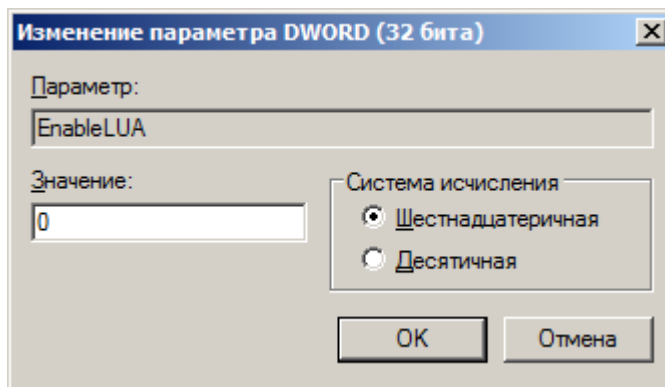 Изменение параметра DWORD (32 бита)
Параметр:
EnableLUA
Значение:
0
Система исчисления
Шестнадцатеричная
Десятичная
OK
Отмена